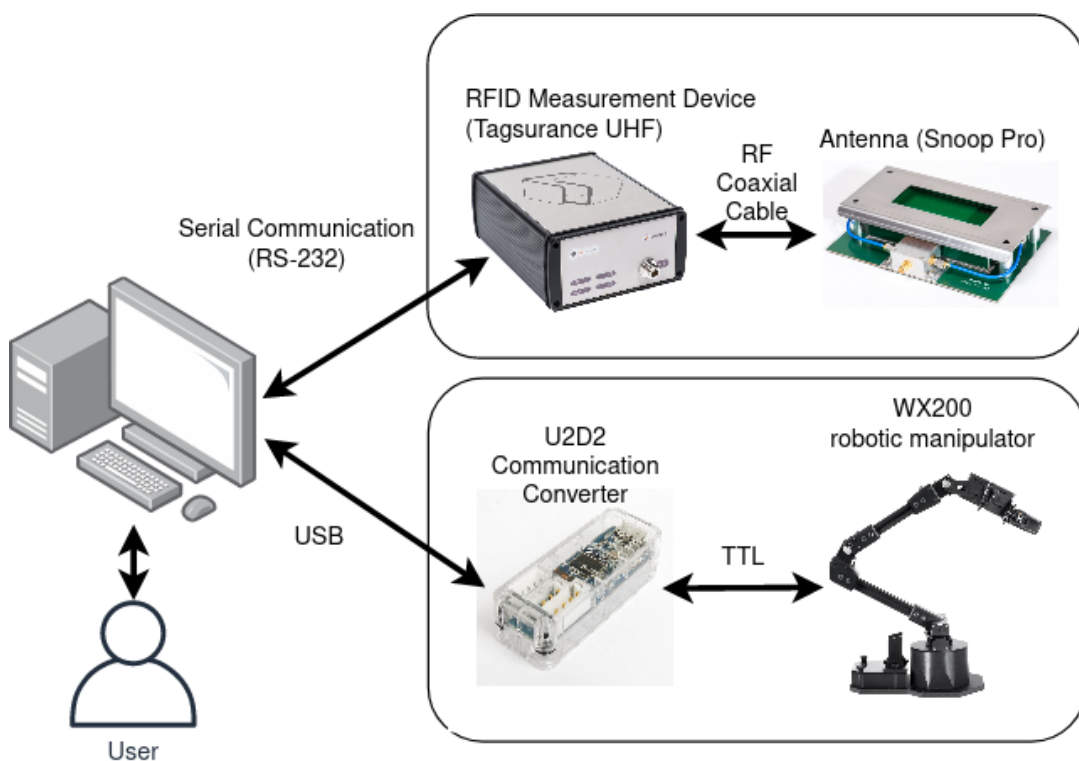 RFID Measurement Device
(Tagsurance UHF)
Antenna (Snoop Pro)
RF
Coaxial
Cable
Serial Communication
(RS-232)
WX200
robotic manipulator
U2D2
Communication
Converter
USB
TTL
User